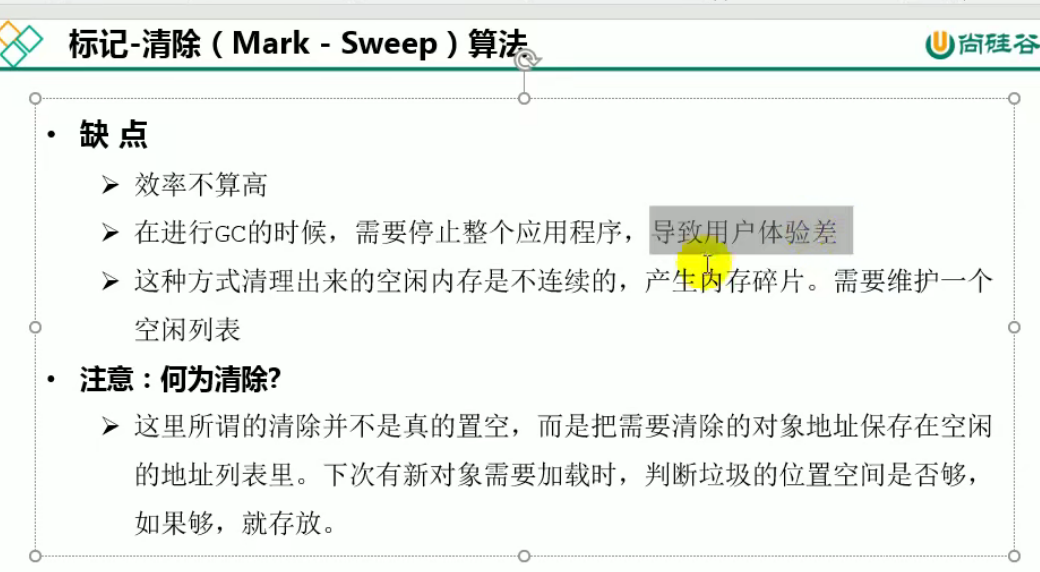 标记-清除（Mark - Sweep）算法
尚硅谷
• 缺 点
➢ 效率不算高
➢ 在进行GC的时候，需要停止整个应用程序，导致用户体验差
➢ 这种方式清理出来的空闲内存是不连续的，产生内存碎片。需要维护一个
空闲列表
• 注意：何为清除?
➢ 这里所谓的清除并不是真的置空，而是把需要清除的对象地址保存在空闲
的地址列表里。下次有新对象需要加载时，判断垃圾的位置空间是否够，
如果够，就存放。